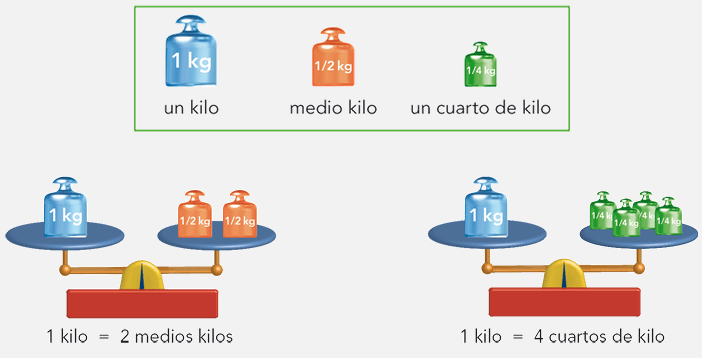 1 kg 1/2 kg 1/4 kg
un kilo medio kilo un cuarto de kilo
1 kg 1/2 kg 1/2 kg
1 kg 1/4 1/4 kg /4 kg 1/4 kg
1 kilo = 2 medios kilos
1 kilo = 4 cuartos de kilo